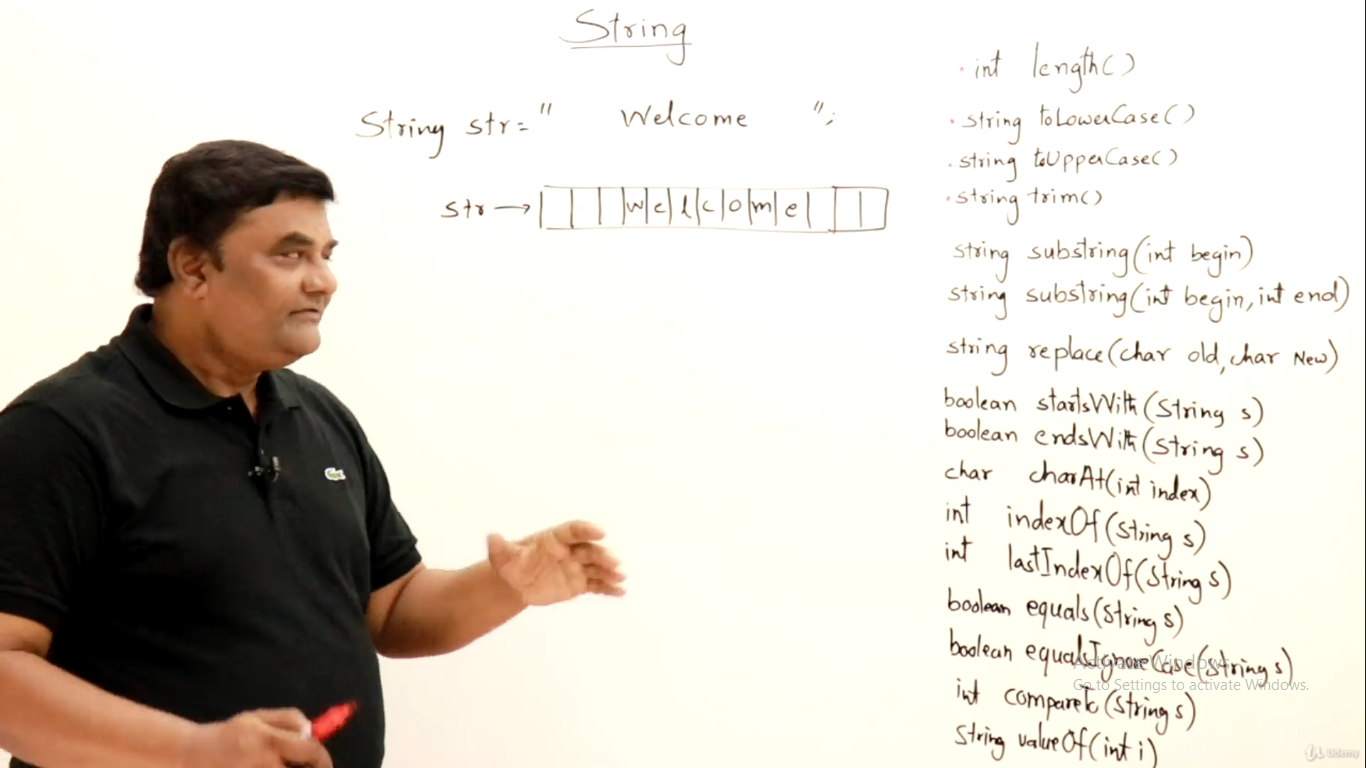 String
String str = " Welcome ";
str → W e l c o m e
int length()
string toLowerCase()
string toUpperCase()
string trim()
string substring(int begin)
string substring(int begin, int end)
string replace(char old, char New)
boolean startsWith(String s)
boolean endsWith(String s)
char charAt(int index)
int indexOf(String s)
int lastIndexOf(String s)
boolean equals(String s)
boolean equalsIgnoreCase(String s)
int compareTo(String s)
String valueOf(int i)
Activate Windows
Go to Settings to activate Windows.
Udemy